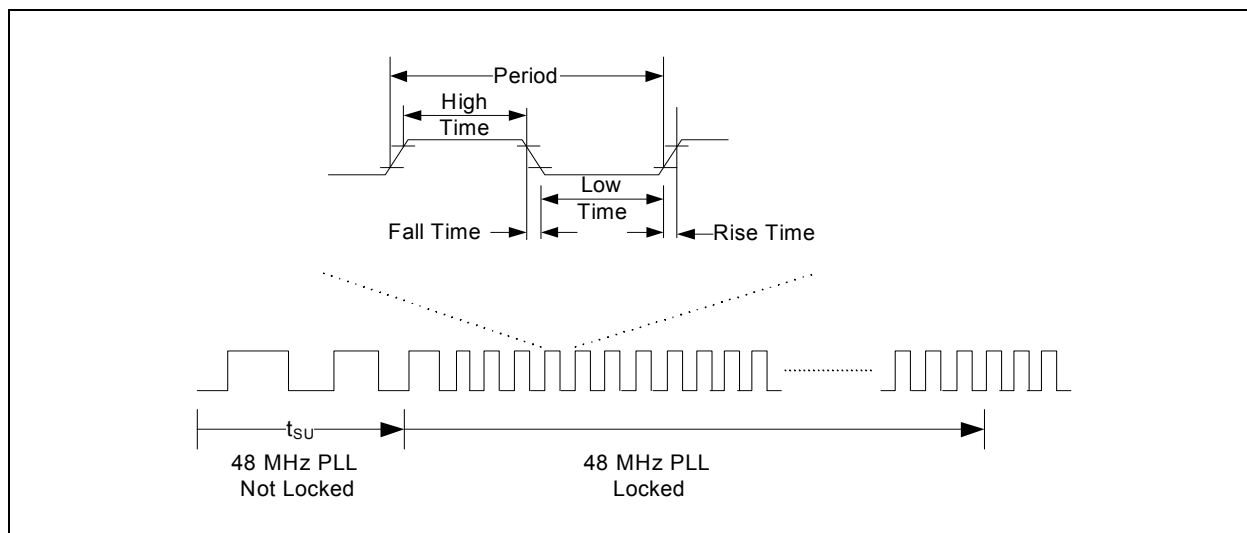 Period
High
Time
Low
Time
Fall Time
Rise Time
tSU
48 MHz PLL
Not Locked
48 MHz PLL
Locked